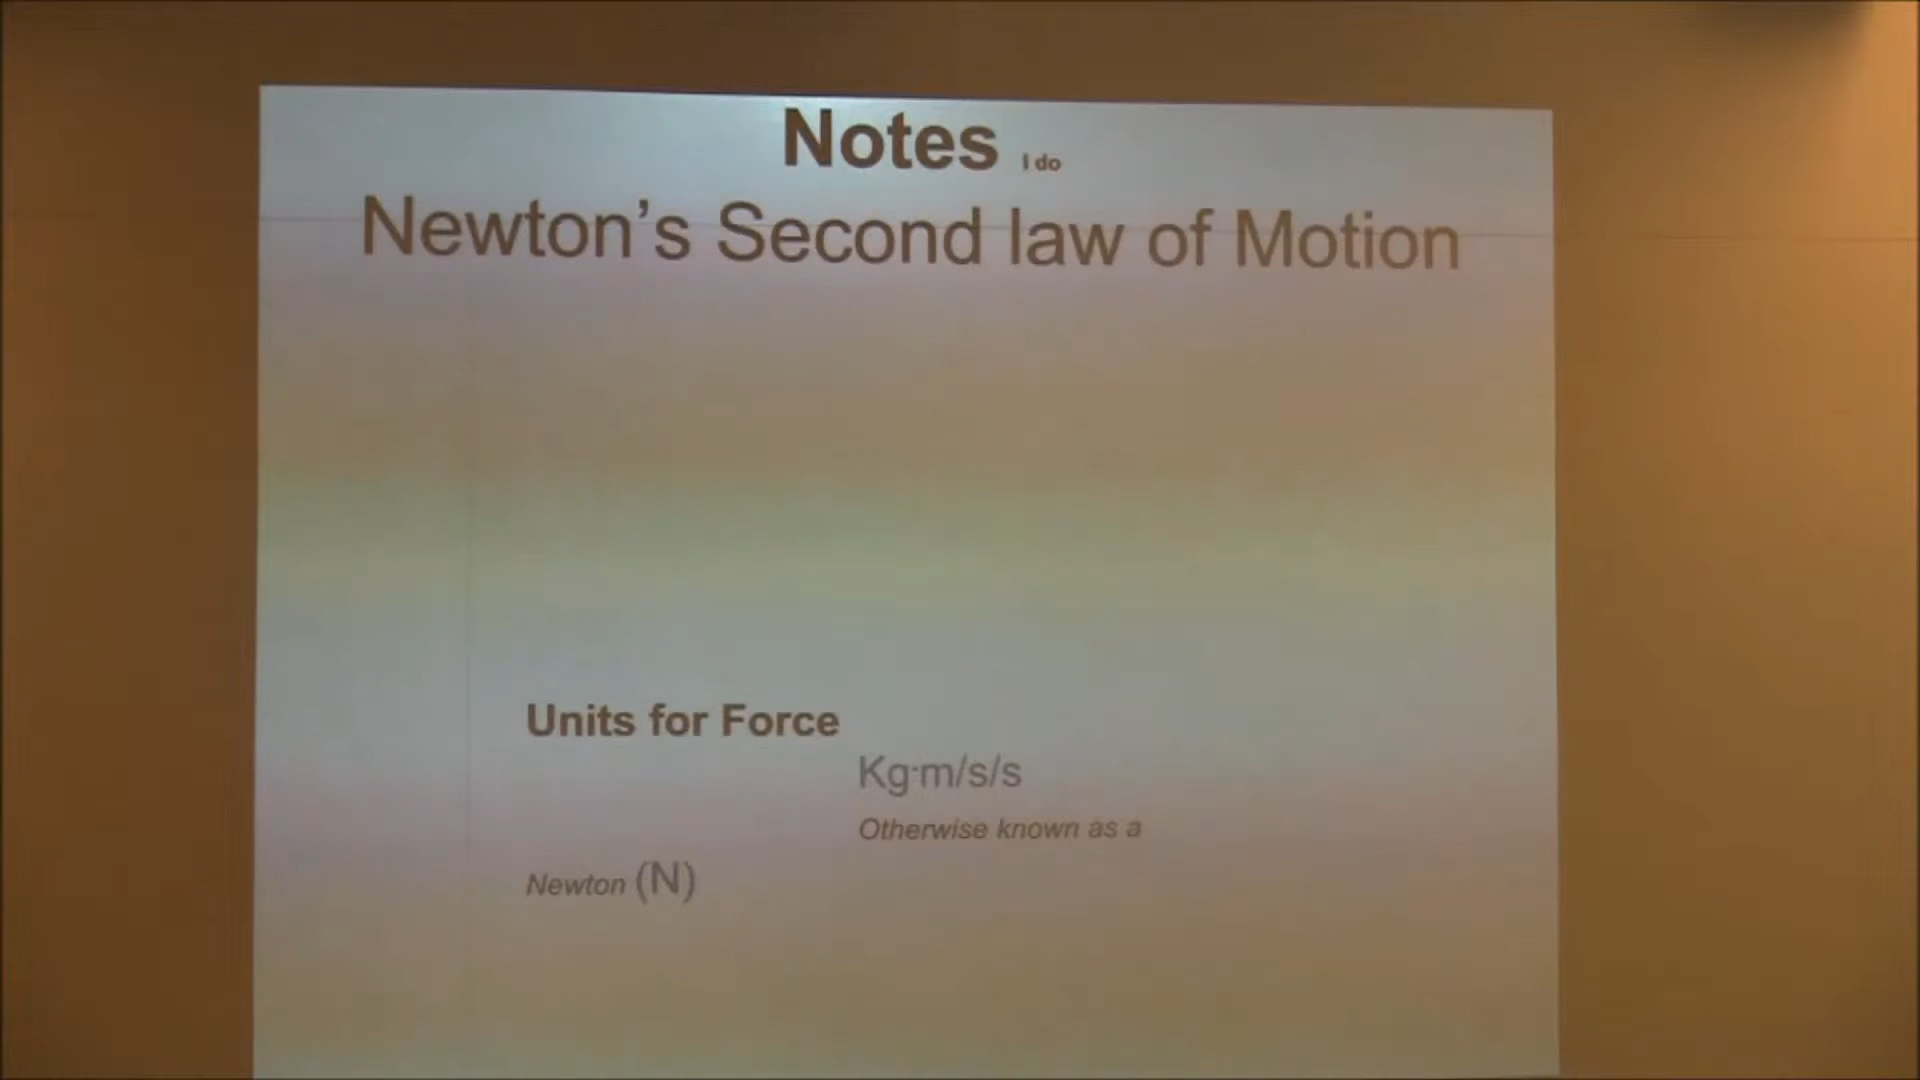 Notes I do
Newton's Second law of Motion
Units for Force
Kg·m/s/s
Otherwise known as a
Newton (N)